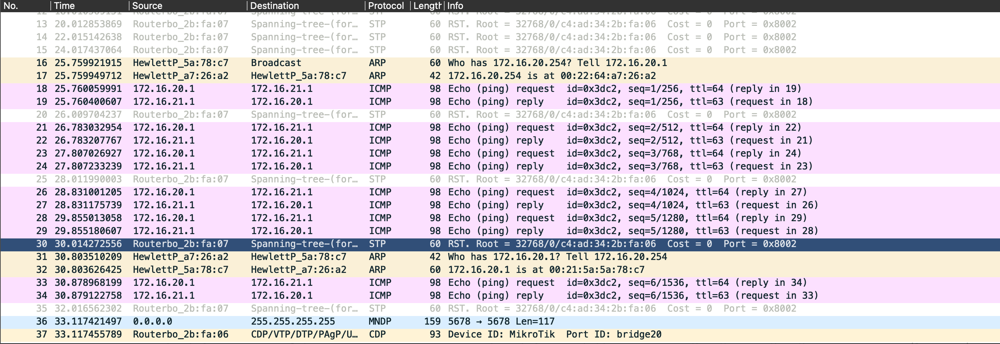 No. Time Source Destination Protocol Length Info
12 18.010569151 Routerbo_2b:fa:07 Spanning-tree-(for… STP 60 RST. Root = 32768/0/c4:ad:34:2b:fa:06 Cost = 0 Port = 0x8002
13 20.012853869 Routerbo_2b:fa:07 Spanning-tree-(for… STP 60 RST. Root = 32768/0/c4:ad:34:2b:fa:06 Cost = 0 Port = 0x8002
14 22.015142638 Routerbo_2b:fa:07 Spanning-tree-(for… STP 60 RST. Root = 32768/0/c4:ad:34:2b:fa:06 Cost = 0 Port = 0x8002
15 24.017437064 Routerbo_2b:fa:07 Spanning-tree-(for… STP 60 RST. Root = 32768/0/c4:ad:34:2b:fa:06 Cost = 0 Port = 0x8002
16 25.759921915 HewlettP_5a:78:c7 Broadcast ARP 60 Who has 172.16.20.254? Tell 172.16.20.1
17 25.759949712 HewlettP_a7:26:a2 HewlettP_5a:78:c7 ARP 42 172.16.20.254 is at 00:22:64:a7:26:a2
18 25.760059991 172.16.20.1 172.16.21.1 ICMP 98 Echo (ping) request id=0x3dc2, seq=1/256, ttl=64 (reply in 19)
19 25.760400607 172.16.21.1 172.16.20.1 ICMP 98 Echo (ping) reply id=0x3dc2, seq=1/256, ttl=63 (request in 18)
20 26.009704237 Routerbo_2b:fa:07 Spanning-tree-(for… STP 60 RST. Root = 32768/0/c4:ad:34:2b:fa:06 Cost = 0 Port = 0x8002
21 26.783032954 172.16.20.1 172.16.21.1 ICMP 98 Echo (ping) request id=0x3dc2, seq=2/512, ttl=64 (reply in 22)
22 26.783207767 172.16.21.1 172.16.20.1 ICMP 98 Echo (ping) reply id=0x3dc2, seq=2/512, ttl=63 (request in 21)
23 27.807026927 172.16.20.1 172.16.21.1 ICMP 98 Echo (ping) request id=0x3dc2, seq=3/768, ttl=64 (reply in 24)
24 27.807233239 172.16.21.1 172.16.20.1 ICMP 98 Echo (ping) reply id=0x3dc2, seq=3/768, ttl=63 (request in 23)
25 28.011990003 Routerbo_2b:fa:07 Spanning-tree-(for… STP 60 RST. Root = 32768/0/c4:ad:34:2b:fa:06 Cost = 0 Port = 0x8002
26 28.831001205 172.16.20.1 172.16.21.1 ICMP 98 Echo (ping) request id=0x3dc2, seq=4/1024, ttl=64 (reply in 27)
27 28.831175739 172.16.21.1 172.16.20.1 ICMP 98 Echo (ping) reply id=0x3dc2, seq=4/1024, ttl=63 (request in 26)
28 29.855013058 172.16.20.1 172.16.21.1 ICMP 98 Echo (ping) request id=0x3dc2, seq=5/1280, ttl=64 (reply in 29)
29 29.855180607 172.16.21.1 172.16.20.1 ICMP 98 Echo (ping) reply id=0x3dc2, seq=5/1280, ttl=63 (request in 28)
30 30.014272556 Routerbo_2b:fa:07 Spanning-tree-(for… STP 60 RST. Root = 32768/0/c4:ad:34:2b:fa:06 Cost = 0 Port = 0x8002
31 30.803510209 HewlettP_a7:26:a2 HewlettP_5a:78:c7 ARP 42 Who has 172.16.20.1? Tell 172.16.20.254
32 30.803626425 HewlettP_5a:78:c7 HewlettP_a7:26:a2 ARP 60 172.16.20.1 is at 00:21:5a:5a:78:c7
33 30.878968199 172.16.20.1 172.16.21.1 ICMP 98 Echo (ping) request id=0x3dc2, seq=6/1536, ttl=64 (reply in 34)
34 30.879122758 172.16.21.1 172.16.20.1 ICMP 98 Echo (ping) reply id=0x3dc2, seq=6/1536, ttl=63 (request in 33)
35 32.016562302 Routerbo_2b:fa:07 Spanning-tree-(for… STP 60 RST. Root = 32768/0/c4:ad:34:2b:fa:06 Cost = 0 Port = 0x8002
36 33.117421497 0.0.0.0 255.255.255.255 MNDP 159 5678 → 5678 Len=117
37 33.117455789 Routerbo_2b:fa:06 CDP/VTP/DTP/PAgP/U… CDP 93 Device ID: MikroTik Port ID: bridge20